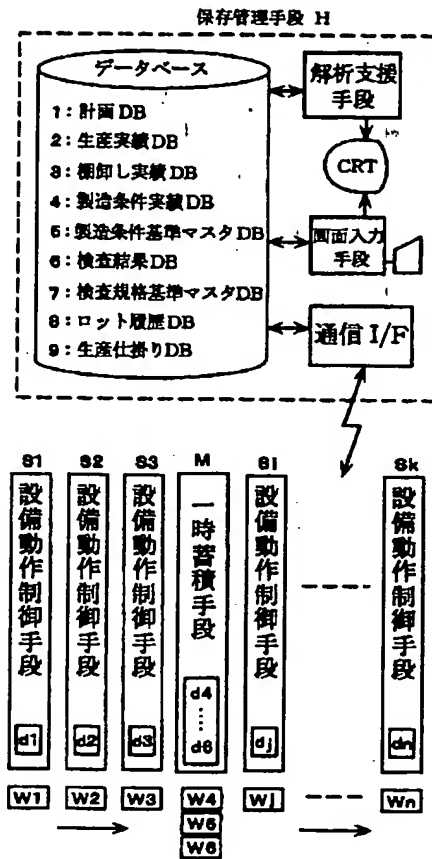 保存管理手段 H
データベース
1:計画DB
2:生産実績DB
3:棚卸し実績DB
4:製造条件実績DB
5:製造条件基準マスタDB
6:検査結果DB
7:検査規格基準マスタDB
8:ロット履歴DB
9:生産仕掛りDB
解析支援
手段
CRT
画面入力
手段
通信 I/F
S1 S2 S3 M Sj Sk
設備動作制御手段
設備動作制御手段
設備動作制御手段
一時蓄積手段
設備動作制御手段
設備動作制御手段
d1 d2 d3 d4 d6 dj dn
W1 W2 W3 W4 Wj Wn
W5
W6